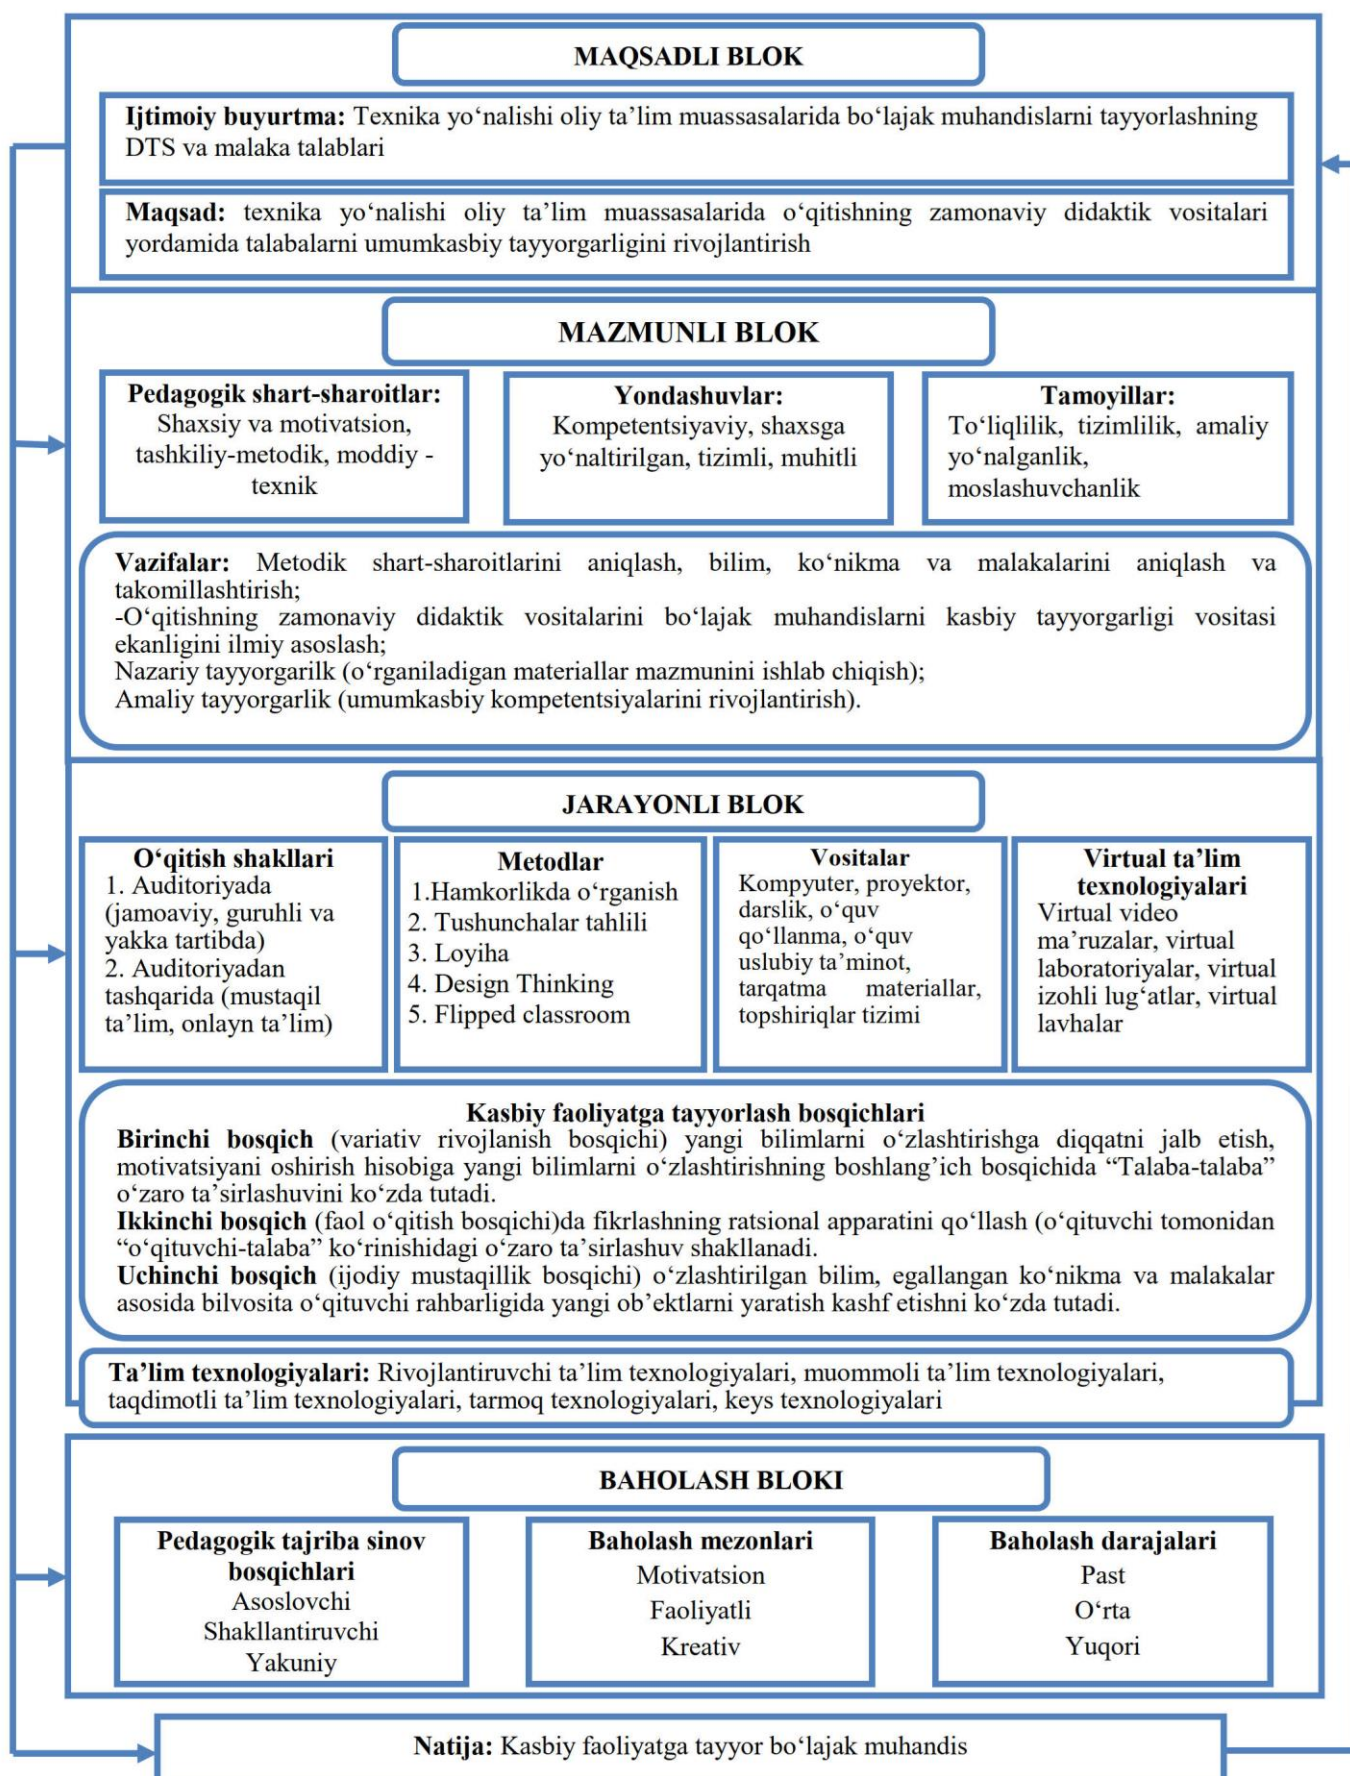 MAQSADLI BLOK
Ijtimoiy buyurtma: Texnika yo‘nalishi oliy ta’lim muassasalarida bo‘lajak muhandislarni tayyorlashning
DTS va malaka talablari
Maqsad: texnika yo‘nalishi oliy ta’lim muassasalarida o‘qitishning zamonaviy didaktik vositalari
yordamida talabalarni umumkasbiy tayyorgarligini rivojlantirish
MAZMUNLI BLOK
Pedagogik shart-sharoitlar:
Shaxsiy va motivatsion,
tashkiliy-metodik, moddiy -
texnik
Yondashuvlar:
Kompetentsiyaviy, shaxsga
yo‘naltirilgan, tizimli, muhitli
Tamoyillar:
To‘liqlilik, tizimlilik, amaliy
yo‘nalganlik,
moslashuvchanlik
Vazifalar: Metodik shart-sharoitlarini aniqlash, bilim, ko‘nikma va malakalarini aniqlash va
takomillashtirish;
-O‘qitishning zamonaviy didaktik vositalarini bo‘lajak muhandislarni kasbiy tayyorgarligi vositasi
ekanligini ilmiy asoslash;
Nazariy tayyorgarilk (o‘rganiladigan materiallar mazmunini ishlab chiqish);
Amaliy tayyorgarlik (umumkasbiy kompetentsiyalarini rivojlantirish).
JARAYONLI BLOK
O‘qitish shakllari
1. Auditoriyada
(jamoaviy, guruhli va
yakka tartibda)
2. Auditoriyadan
tashqarida (mustaqil
ta’lim, onlayn ta’lim)
Metodlar
1.Hamkorlikda o‘rganish
2. Tushunchalar tahlili
3. Loyiha
4. Design Thinking
5. Flipped classroom
Vositalar
Kompyuter, proyektor,
darslik, o‘quv
qo‘llanma, o‘quv
uslubiy ta’minot,
tarqatma materiallar,
topshiriqlar tizimi
Virtual ta’lim
texnologiyalari
Virtual video
ma’ruzalar, virtual
laboratoriyalar, virtual
izohli lug‘atlar, virtual
lavhalar
Kasbiy faoliyatga tayyorlash bosqichlari
Birinchi bosqich (variativ rivojlanish bosqichi) yangi bilimlarni o‘zlashtirishga diqqatni jalb etish,
motivatsiyani oshirish hisobiga yangi bilimlarni o‘zlashtirishning boshlang’ich bosqichida “Talaba-talaba”
o‘zaro ta’sirlashuvini ko‘zda tutadi.
Ikkinchi bosqich (faol o‘qitish bosqichi)da fikrlashning ratsional apparatini qo‘llash (o‘qituvchi tomonidan
“o‘qituvchi-talaba” ko‘rinishidagi o‘zaro ta’sirlashuv shakllanadi.
Uchinchi bosqich (ijodiy mustaqillik bosqichi) o‘zlashtirilgan bilim, egallangan ko‘nikma va malakalar
asosida bilvosita o‘qituvchi rahbarligida yangi ob’ektlarni yaratish kashf etishni ko‘zda tutadi.
Ta’lim texnologiyalari: Rivojlantiruvchi ta’lim texnologiyalari, muommoli ta’lim texnologiyalari,
taqdimotli ta’lim texnologiyalari, tarmoq texnologiyalari, keys texnologiyalari
BAHOLASH BLOKI
Pedagogik tajriba sinov
bosqichlari
Asoslovchi
Shakllantiruvchi
Yakuniy
Baholash mezonlari
Motivatsion
Faoliyatli
Kreativ
Baholash darajalari
Past
O‘rta
Yuqori
Natija: Kasbiy faoliyatga tayyor bo‘lajak muhandis